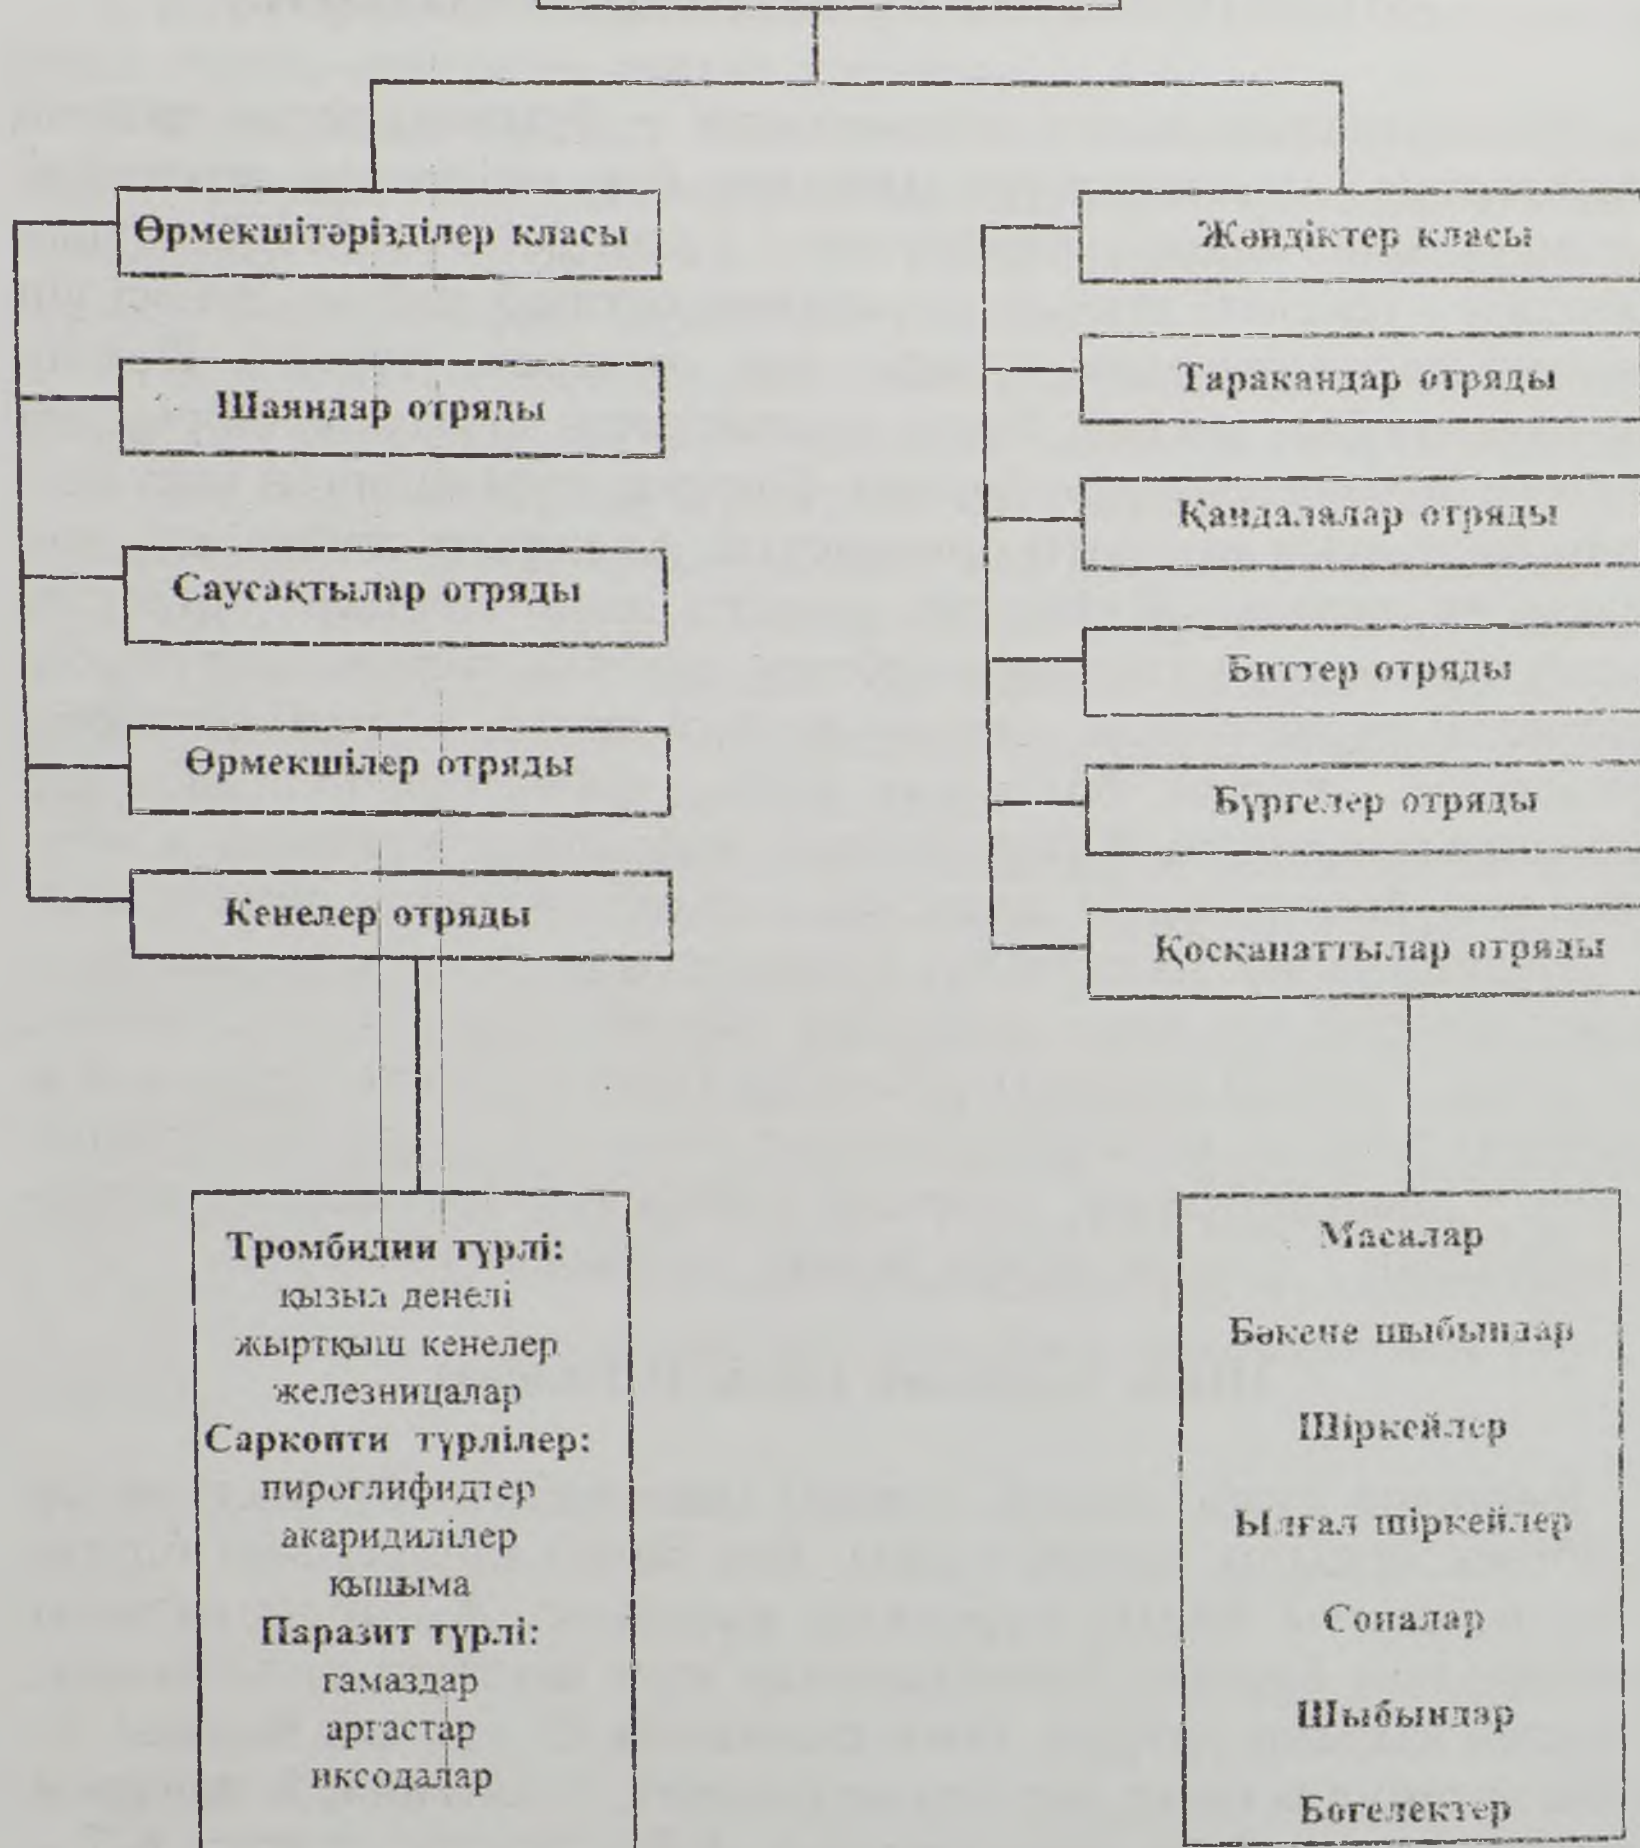 Өрмекшітәрізділер класы
Шаяндар отряды
Саусақтылар отряды
Өрмекшілер отряды
Кенелер отряды
Тромбидии түрлі:
қызыл денелі
жыртқыш кенелер
железницалар
Саркопти түрлілер:
пироглифидтер
акаридилілер
қышыма
Паразит түрлі:
гамаздар
аргастар
иксодалар
Жәндіктер класы
Таракандар отряды
Қандалалар отряды
Биттер отряды
Бүргелер отряды
Қосқанаттылар отряды
Масалар
Бәкене шыбындар
Шіркейлер
Ылғал шіркейлер
Соналар
Шыбындар
Бөгелектер